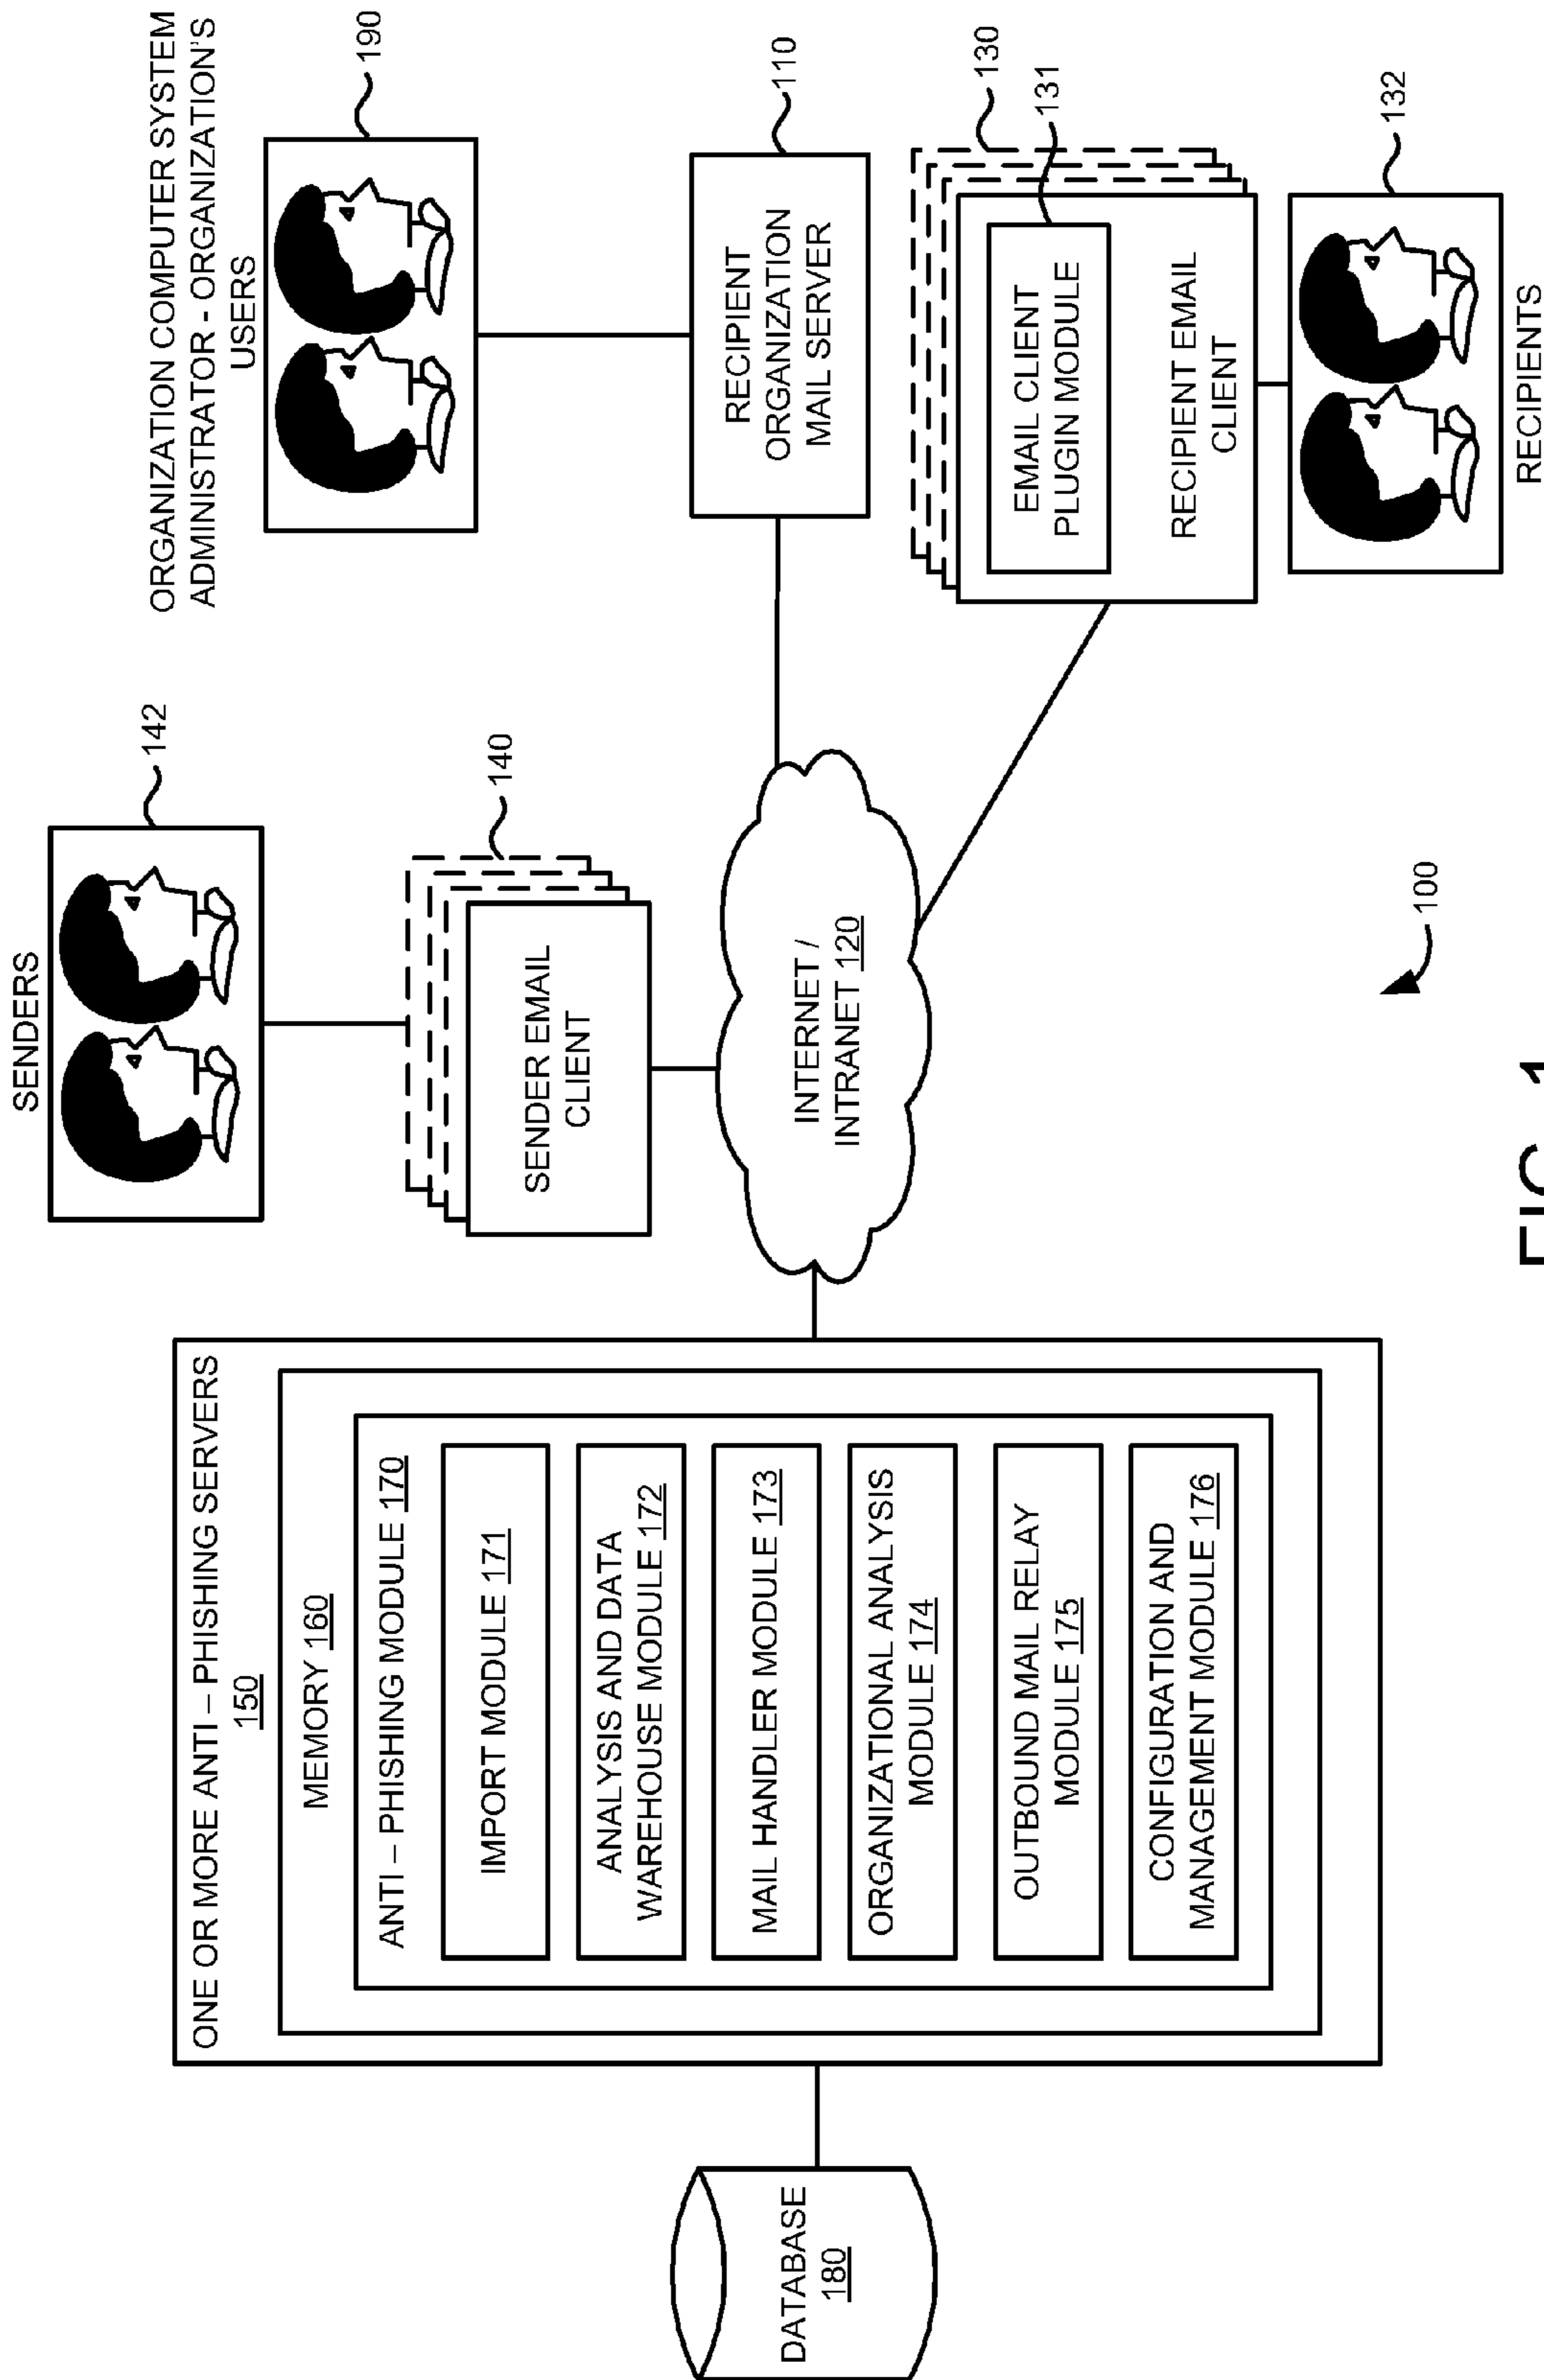 SENDERS
142
ORGANIZATION COMPUTER SYSTEM
ADMINISTRATOR - ORGANIZATION'S
USERS
190
ONE OR MORE ANTI – PHISHING SERVERS
150
MEMORY 160
ANTI – PHISHING MODULE 170
IMPORT MODULE 171
ANALYSIS AND DATA
WAREHOUSE MODULE 172
MAIL HANDLER MODULE 173
ORGANIZATIONAL ANALYSIS
MODULE 174
OUTBOUND MAIL RELAY
MODULE 175
CONFIGURATION AND
MANAGEMENT MODULE 176
DATABASE
180
140
SENDER EMAIL
CLIENT
INTERNET /
INTRANET 120
RECIPIENT
ORGANIZATION
MAIL SERVER
110
130
131
EMAIL CLIENT
PLUGIN MODULE
RECIPIENT EMAIL
CLIENT
132
RECIPIENTS
100
FIG. 1